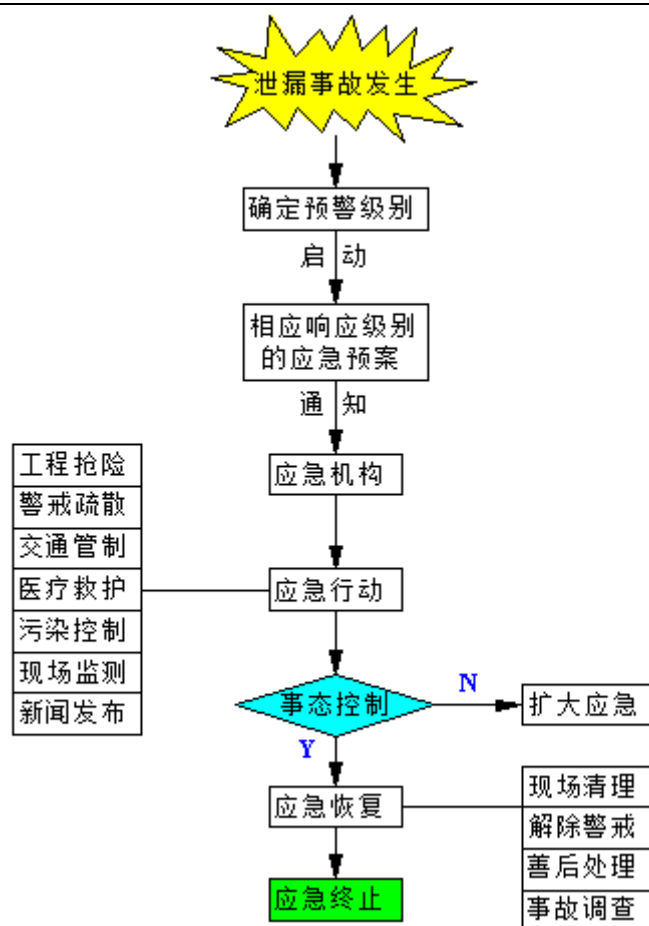 泄漏事故发生
确定预警级别
启动
相应响应级别
的应急预案
通知
应急机构
工程抢险
警戒疏散
交通管制
医疗救护
污染控制
现场监测
新闻发布
应急行动
事态控制
N
扩大应急
Y
应急恢复
现场清理
解除警戒
善后处理
事故调查
应急终止